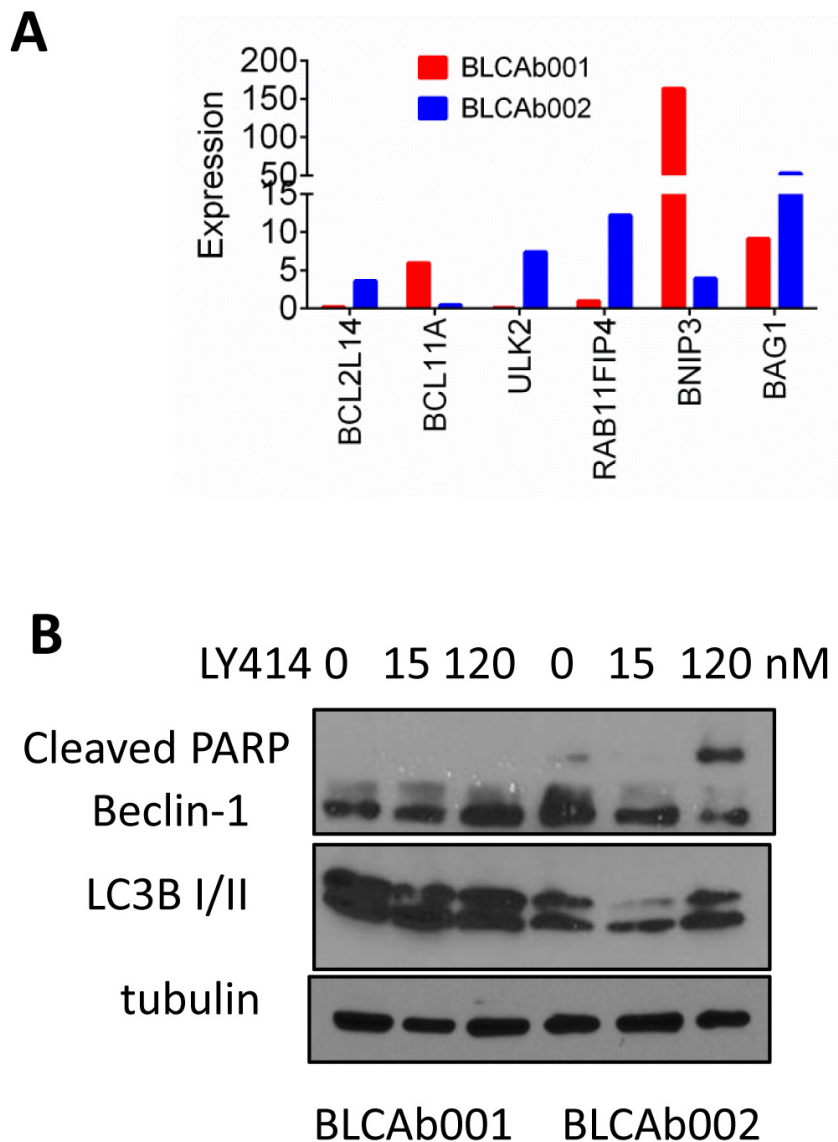 A
200
150
100
50
15
10
5
0
Expression
BLCAb001
BLCAb002
BCL2L14
BCL11A
ULK2
RAB11FIP4
BNIP3
BAG1
B
LY414 0 15 120 0 15 120 nM
Cleaved PARP
Beclin-1
LC3B I/II
tubulin
BLCAb001 BLCAb002